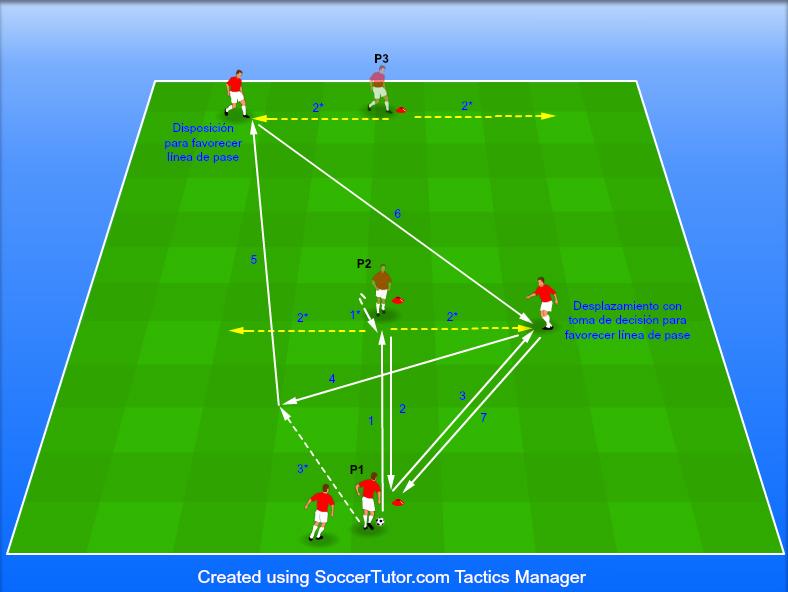 P3
2*
2*
Disposición
para favorecer
línea de pase
6
5
P2
1*
2*
2*
Desplazamiento con
toma de decisión para
favorecer línea de pase
4
3
2
7
1
3*
P1
Created using SoccerTutor.com Tactics Manager